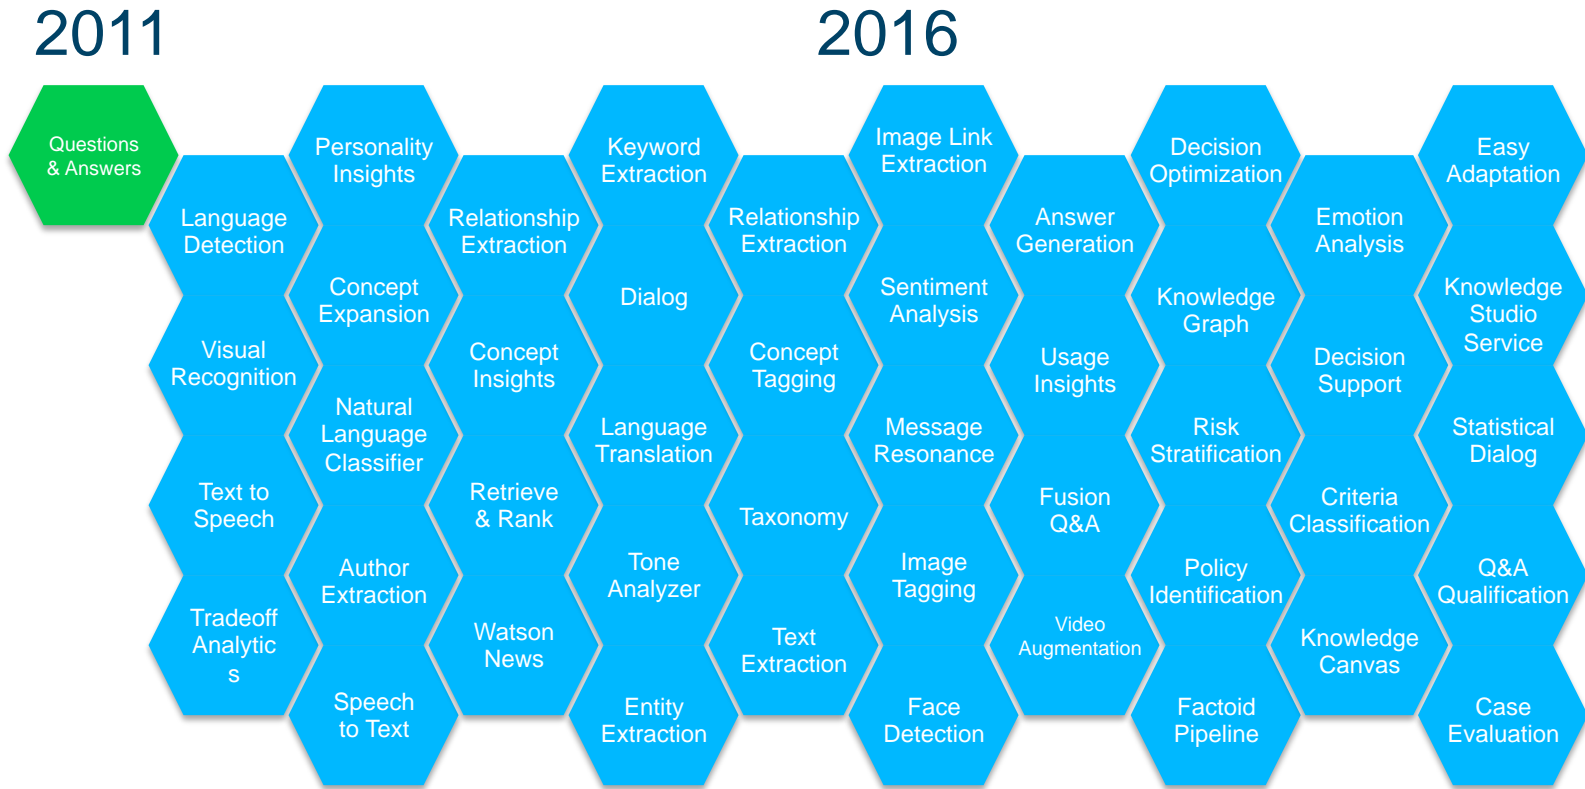 2011
2016
Questions
& Answers
Language
Detection
Visual
Recognition
Text to
Speech
Tradeoff
Analytic
s
Personality
Insights
Concept
Expansion
Natural
Language
Classifier
Author
Extraction
Speech
to Text
Relationship
Extraction
Concept
Insights
Retrieve
& Rank
Watson
News
Keyword
Extraction
Dialog
Language
Translation
Tone
Analyzer
Entity
Extraction
Relationship
Extraction
Concept
Tagging
Taxonomy
Text
Extraction
Image Link
Extraction
Sentiment
Analysis
Message
Resonance
Image
Tagging
Face
Detection
Answer
Generation
Usage
Insights
Fusion
Q&A
Video
Augmentation
Decision
Optimization
Knowledge
Graph
Risk
Stratification
Policy
Identification
Factoid
Pipeline
Emotion
Analysis
Decision
Support
Criteria
Classification
Knowledge
Canvas
Easy
Adaptation
Knowledge
Studio
Service
Statistical
Dialog
Q&A
Qualification
Case
Evaluation